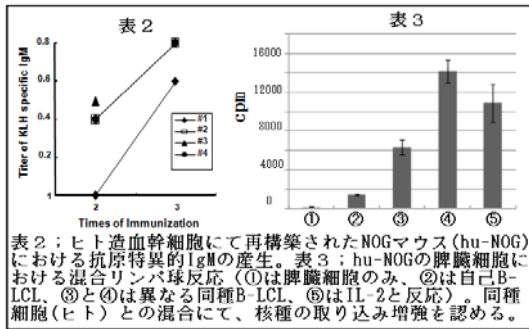 表2
Titer of KLH specific IgM
0.8
0.6
0.4
0.2
1
2
3
Times of Immunization
#1
#2
#3
#4
表3
cpm
16000
12000
8000
4000
0
①
②
③
④
⑤
表2；ヒト造血幹細胞にて再構築されたNOGマウス(hu-NOG)
における抗原特異的IgMの産生。表3；hu-NOGの脾臓細胞に
おける混合リンパ球反応（①は脾臓細胞のみ、②は自己B-
LCL、③と④は異なる同種B-LCL、⑤はIL-2と反応）。同種
細胞(ヒト)との混合にて、核種の取り込み増強を認める。